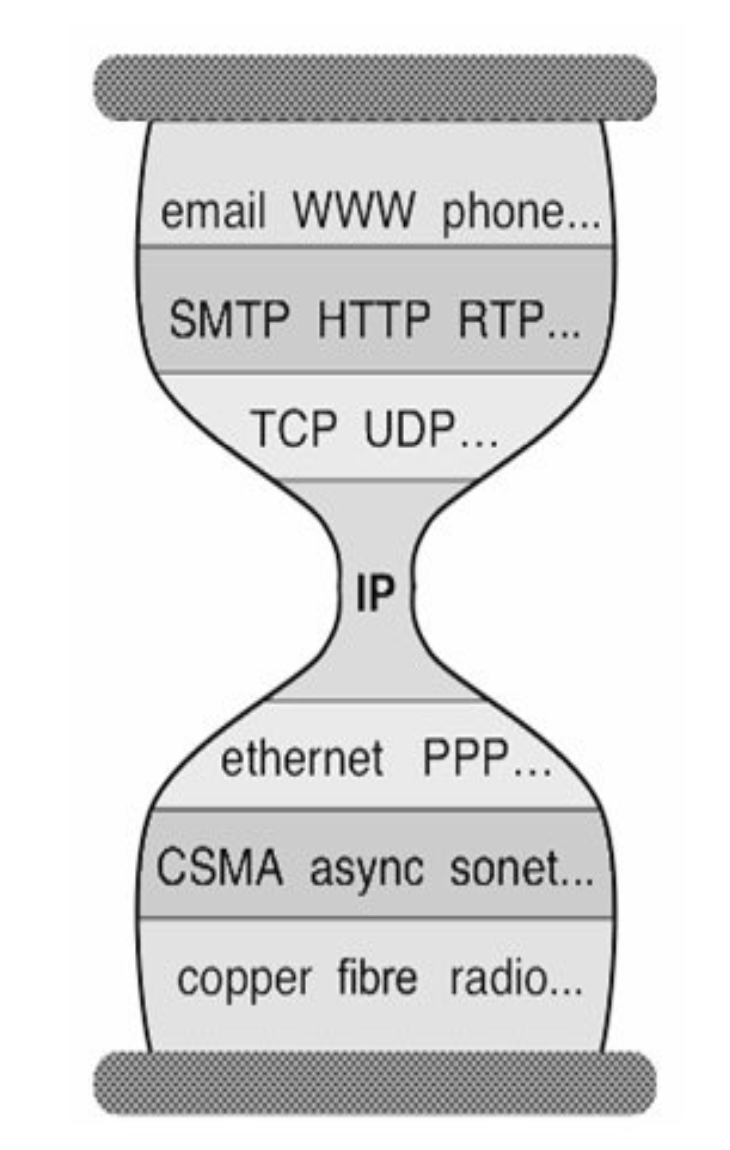 email WWW phone...
SMTP HTTP RTP...
TCP UDP...
IP
ethernet PPP...
CSMA async sonet...
copper fibre radio...